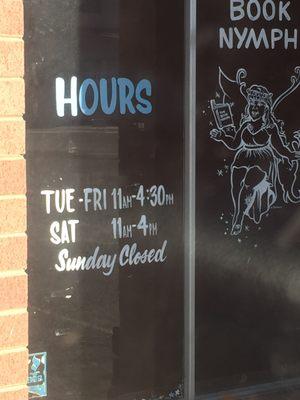 HOURS
TUE-FRI 11AM-4:30PM
SAT 11AM-4PM
Sunday Closed
BOOK
NYMPH